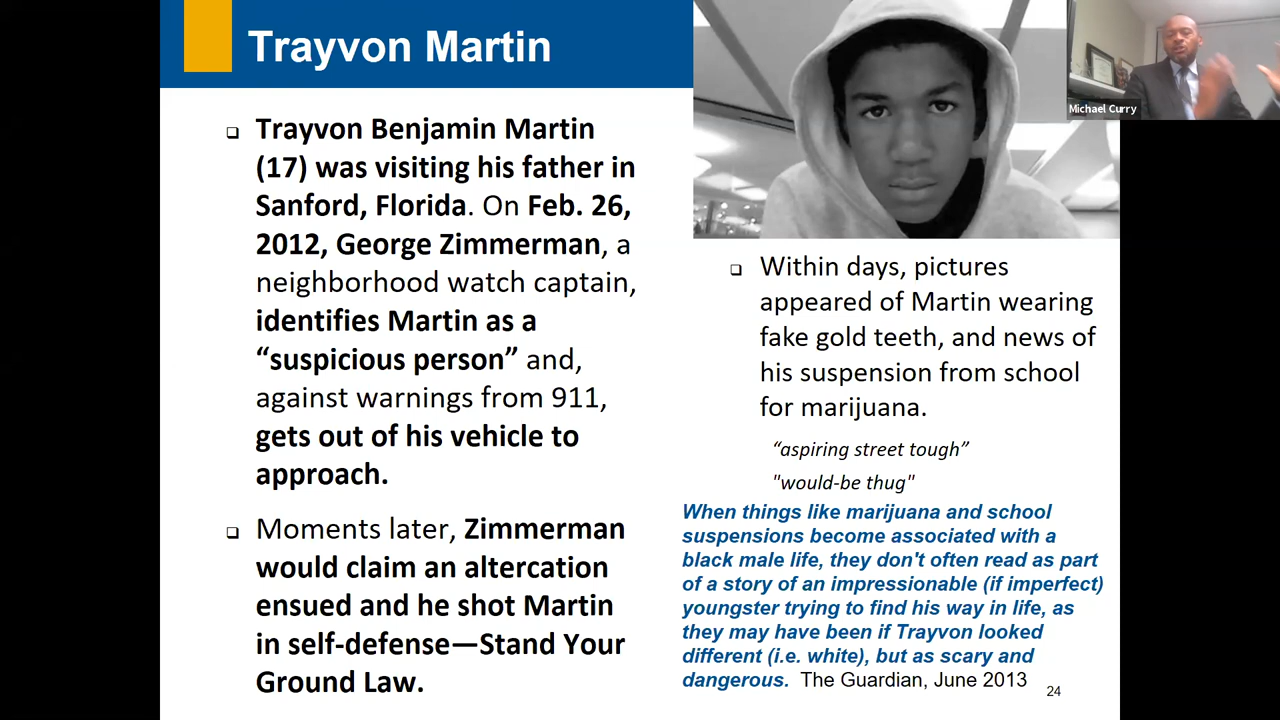 Trayvon Martin
Michael Curry
❑ Trayvon Benjamin Martin
(17) was visiting his father in
Sanford, Florida. On Feb. 26,
2012, George Zimmerman, a
neighborhood watch captain,
identifies Martin as a
“suspicious person” and,
against warnings from 911,
gets out of his vehicle to
approach.
❑ Moments later, Zimmerman
would claim an altercation
ensued and he shot Martin
in self-defense—Stand Your
Ground Law.
❑ Within days, pictures
appeared of Martin wearing
fake gold teeth, and news of
his suspension from school
for marijuana.
“aspiring street tough”
"would-be thug"
When things like marijuana and school
suspensions become associated with a
black male life, they don't often read as part
of a story of an impressionable (if imperfect)
youngster trying to find his way in life, as
they may have been if Trayvon looked
different (i.e. white), but as scary and
dangerous. The Guardian, June 2013
24